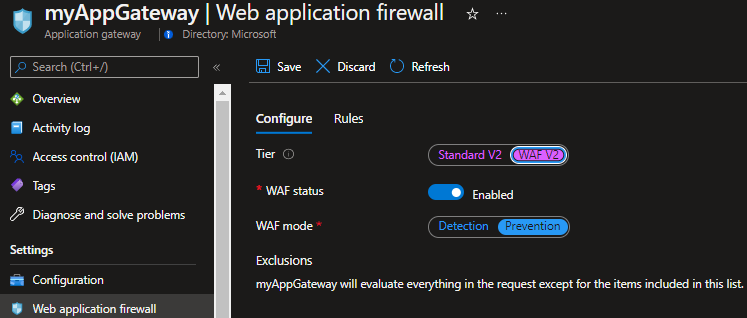 myAppGateway | Web application firewall
Application gateway
Directory: Microsoft
Search (Ctrl+/)
Save
Discard
Refresh
Overview
Activity log
Access control (IAM)
Tags
Diagnose and solve problems
Settings
Configuration
Web application firewall
Configure
Rules
Tier
Standard V2
WAF V2
* WAF status
Enabled
WAF mode *
Detection
Prevention
Exclusions
myAppGateway will evaluate everything in the request except for the items included in this list.